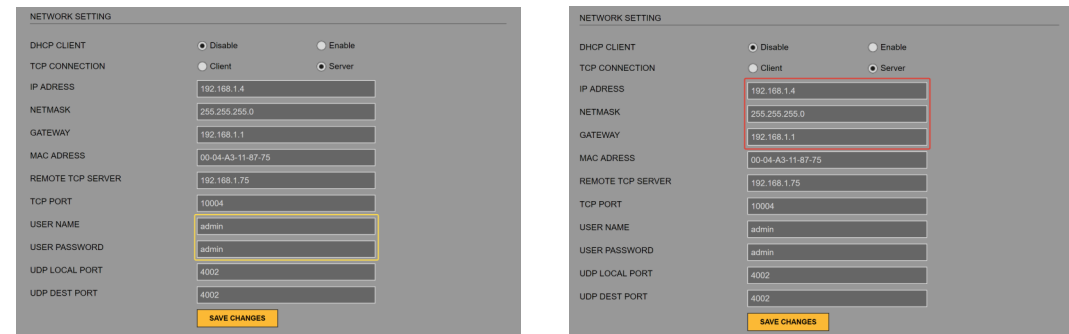 NETWORK SETTING
DHCP CLIENT Disable Enable
TCP CONNECTION Client Server
IP ADRESS 192.168.1.4
NETMASK 255.255.255.0
GATEWAY 192.168.1.1
MAC ADRESS 00-04-A3-11-87-75
REMOTE TCP SERVER 192.168.1.75
TCP PORT 10004
USER NAME admin
USER PASSWORD admin
UDP LOCAL PORT 4002
UDP DEST PORT 4002
SAVE CHANGES
NETWORK SETTING
DHCP CLIENT Disable Enable
TCP CONNECTION Client Server
IP ADRESS 192.168.1.4
NETMASK 255.255.255.0
GATEWAY 192.168.1.1
MAC ADRESS 00-04-A3-11-87-75
REMOTE TCP SERVER 192.168.1.75
TCP PORT 10004
USER NAME admin
USER PASSWORD admin
UDP LOCAL PORT 4002
UDP DEST PORT 4002
SAVE CHANGES